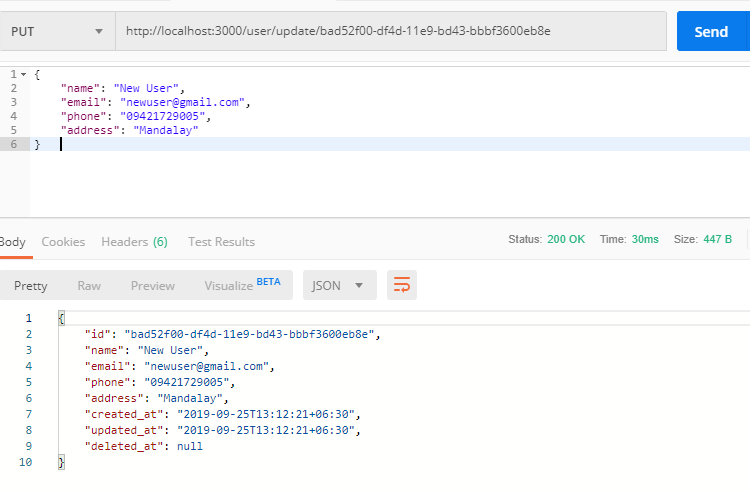 PUT http://localhost:3000/user/update/bad52f00-df4d-11e9-bd43-bbbf3600eb8e Send
1 {
2 "name": "New User",
3 "email": "newuser@gmail.com",
4 "phone": "09421729005",
5 "address": "Mandalay"
6 }
Body Cookies Headers (6) Test Results Status: 200 OK Time: 30ms Size: 447 B
Pretty Raw Preview Visualize BETA JSON
1 {
2 "id": "bad52f00-df4d-11e9-bd43-bbbf3600eb8e",
3 "name": "New User",
4 "email": "newuser@gmail.com",
5 "phone": "09421729005",
6 "address": "Mandalay",
7 "created_at": "2019-09-25T13:12:21+06:30",
8 "updated_at": "2019-09-25T13:12:21+06:30",
9 "deleted_at": null
10 }